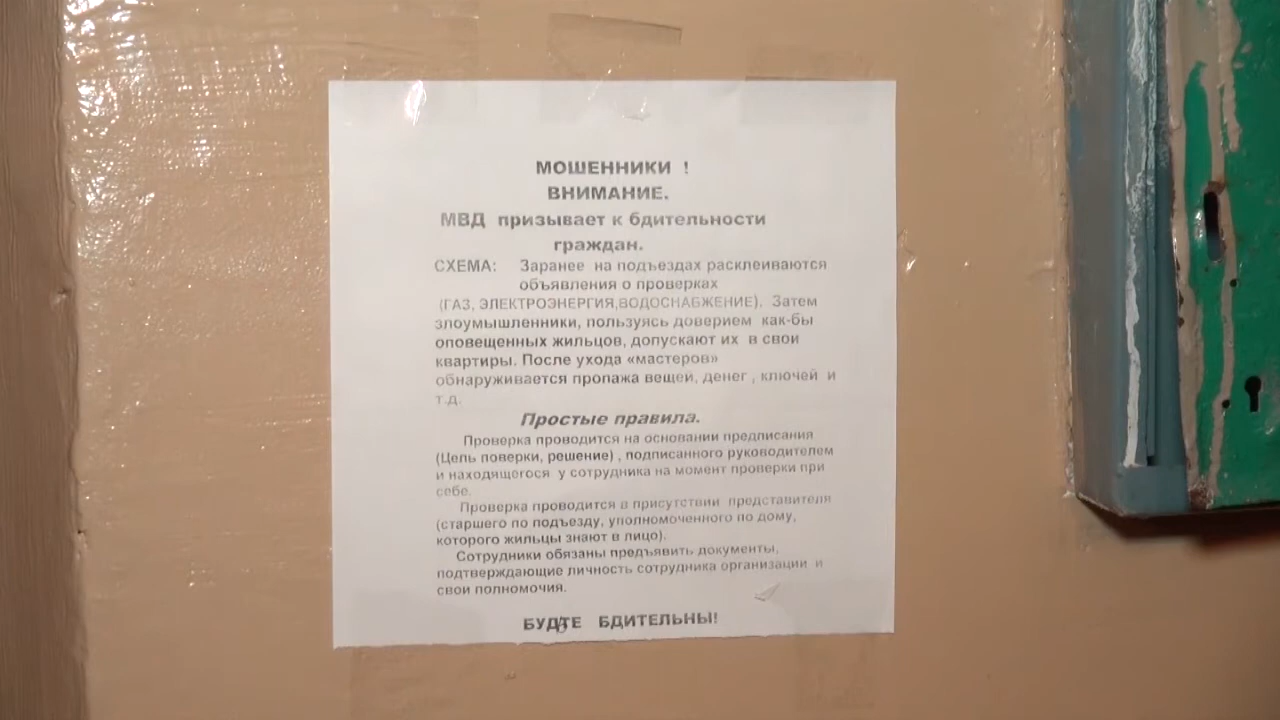 МОШЕННИКИ !
ВНИМАНИЕ.
МВД призывает к бдительности
граждан.
СХЕМА: Заранее на подъездах расклеиваются
объявления о проверках
(ГАЗ, ЭЛЕКТРОЭНЕРГИЯ,ВОДОСНАБЖЕНИЕ). Затем
злоумышленники, пользуясь доверием как-бы
оповещенных жильцов, допускают их в свои
квартиры. После ухода «мастеров»
обнаруживается пропажа вещей, денег , ключей и
т.д.
Простые правила.
Проверка проводится на основании предписания
(Цель поверки, решение) , подписанного руководителем
и находящегося у сотрудника на момент проверки при
себе.
Проверка проводится в присутствии представителя
(старшего по подъезду, уполномоченного по дому,
которого жильцы знают в лицо).
Сотрудники обязаны предъявить документы,
подтверждающие личность сотрудника организации и
свои полномочия.
БУДЬТЕ БДИТЕЛЬНЫ!